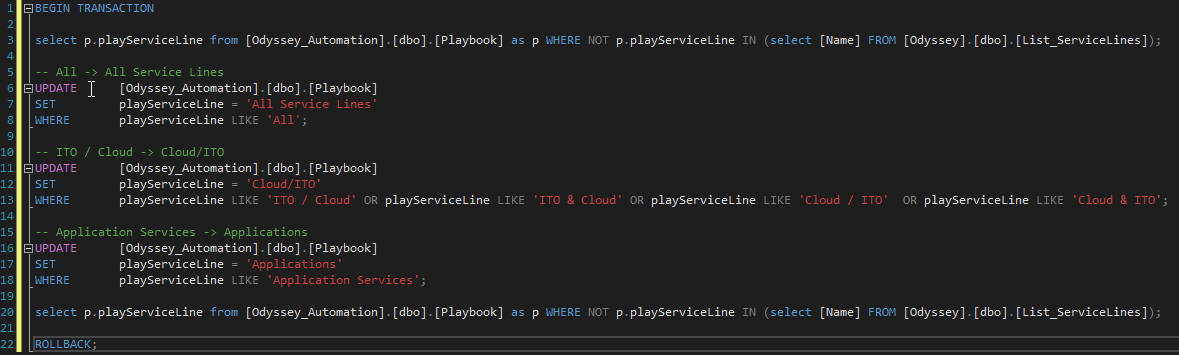 1 BEGIN TRANSACTION
2
3 select p.playServiceLine from [Odyssey_Automation].[dbo].[Playbook] as p WHERE NOT p.playServiceLine IN (select [Name] FROM [Odyssey].[dbo].[List_ServiceLines]);
4
5 -- All -> All Service Lines
6 UPDATE [Odyssey_Automation].[dbo].[Playbook]
7 SET playServiceLine = 'All Service Lines'
8 WHERE playServiceLine LIKE 'All';
9
10 -- ITO / Cloud -> Cloud/ITO
11 UPDATE [Odyssey_Automation].[dbo].[Playbook]
12 SET playServiceLine = 'Cloud/ITO'
13 WHERE playServiceLine LIKE 'ITO / Cloud' OR playServiceLine LIKE 'ITO & Cloud' OR playServiceLine LIKE 'Cloud / ITO'  OR playServiceLine LIKE 'Cloud & ITO';
14
15 -- Application Services -> Applications
16 UPDATE [Odyssey_Automation].[dbo].[Playbook]
17 SET playServiceLine = 'Applications'
18 WHERE playServiceLine LIKE 'Application Services';
19
20 select p.playServiceLine from [Odyssey_Automation].[dbo].[Playbook] as p WHERE NOT p.playServiceLine IN (select [Name] FROM [Odyssey].[dbo].[List_ServiceLines]);
21
22 ROLLBACK;